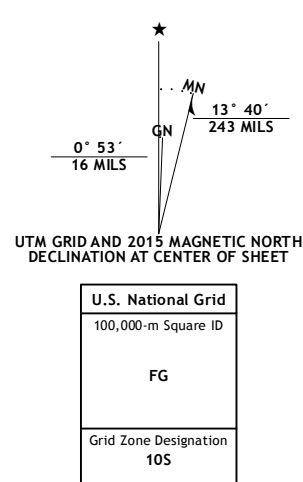 ★
MN
GN
13° 40´
243 MILS
0° 53´
16 MILS
UTM GRID AND 2015 MAGNETIC NORTH
DECLINATION AT CENTER OF SHEET
U.S. National Grid
100,000-m Square ID
FG
Grid Zone Designation
10S